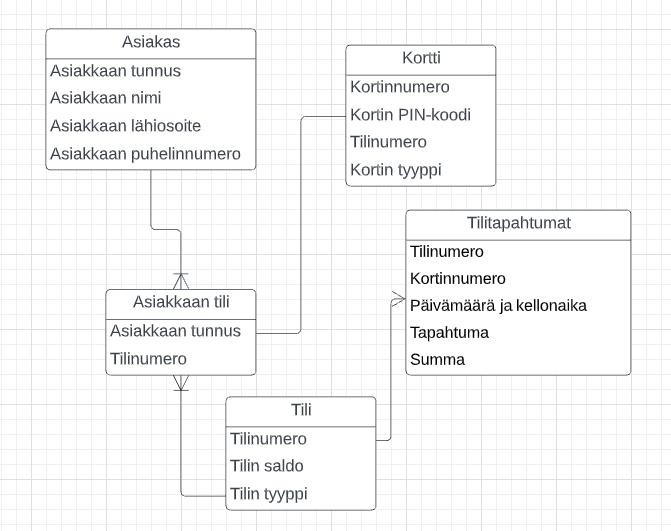 Asiakas
Asiakkaan tunnus
Asiakkaan nimi
Asiakkaan lähiosoite
Asiakkaan puhelinnumero
Kortti
Kortinnumero
Kortin PIN-koodi
Tilinumero
Kortin tyyppi
Tilitapahtumat
Tilinumero
Kortinnumero
Päivämäärä ja kellonaika
Tapahtuma
Summa
Asiakkaan tili
Asiakkaan tunnus
Tilinumero
Tili
Tilinumero
Tilin saldo
Tilin tyyppi